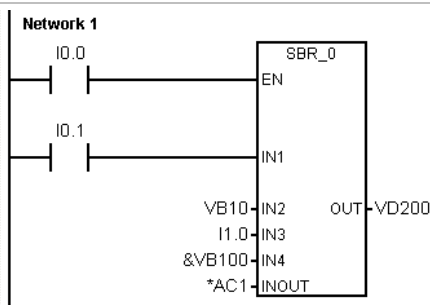 Network 1
I0.0
SBR_0
EN
I0.1
IN1
VB10 IN2 OUT VD200
I1.0 IN3
&VB100 IN4
*AC1 INOUT